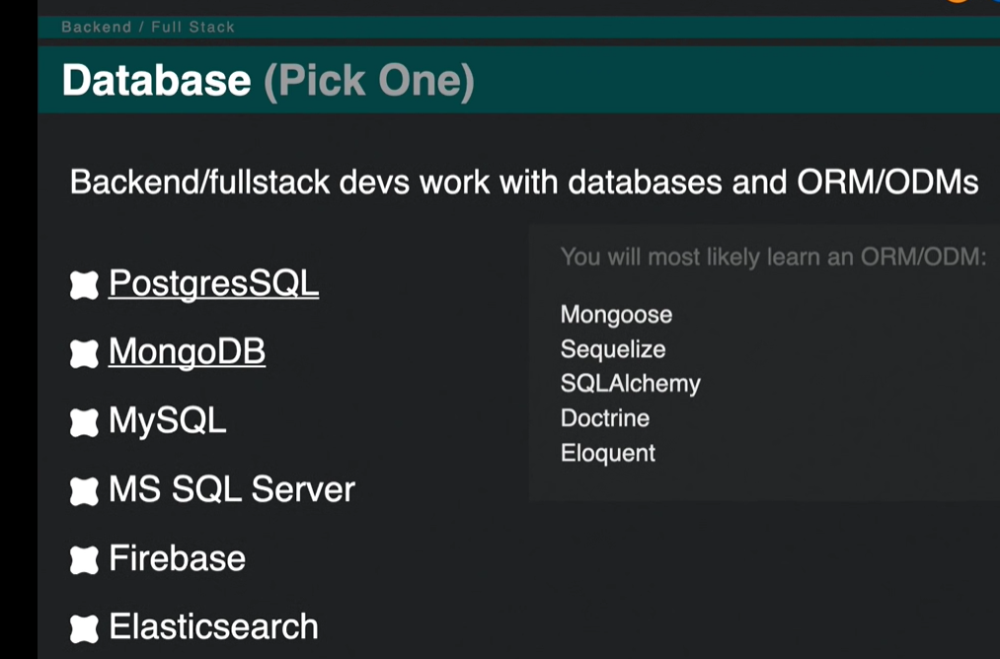 Backend / Full Stack
Database (Pick One)
Backend/fullstack devs work with databases and ORM/ODMs
PostgresSQL
MongoDB
MySQL
MS SQL Server
Firebase
Elasticsearch
You will most likely learn an ORM/ODM:
Mongoose
Sequelize
SQLAlchemy
Doctrine
Eloquent